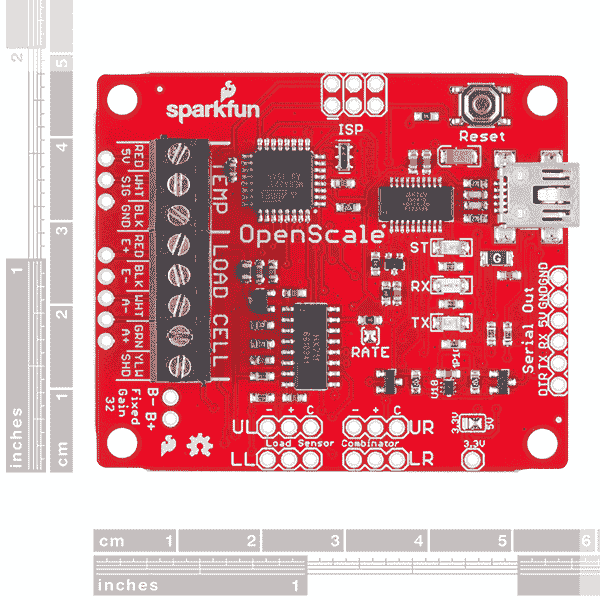 sparkfun
ISP
Reset
RED
5V
WHT
SIG
BLK
GND
TEMP
RED
E+
BLK
E-
WHT
A-
GRN
A+
YLW
SHD
LOAD CELL
OpenScale
ST
RX
TX
G
RATE
Serial Out
GND
GND
5V
RX
TX
DTR
B-
B+
Fixed
Gain
32
- + C
- + C
UL
UR
Load Sensor Combinator
LL
LR
3.3V
5V
3.3V
inches
1
2
cm
1
2
3
4
5
cm 1 2 3 4 5 6
inches 1